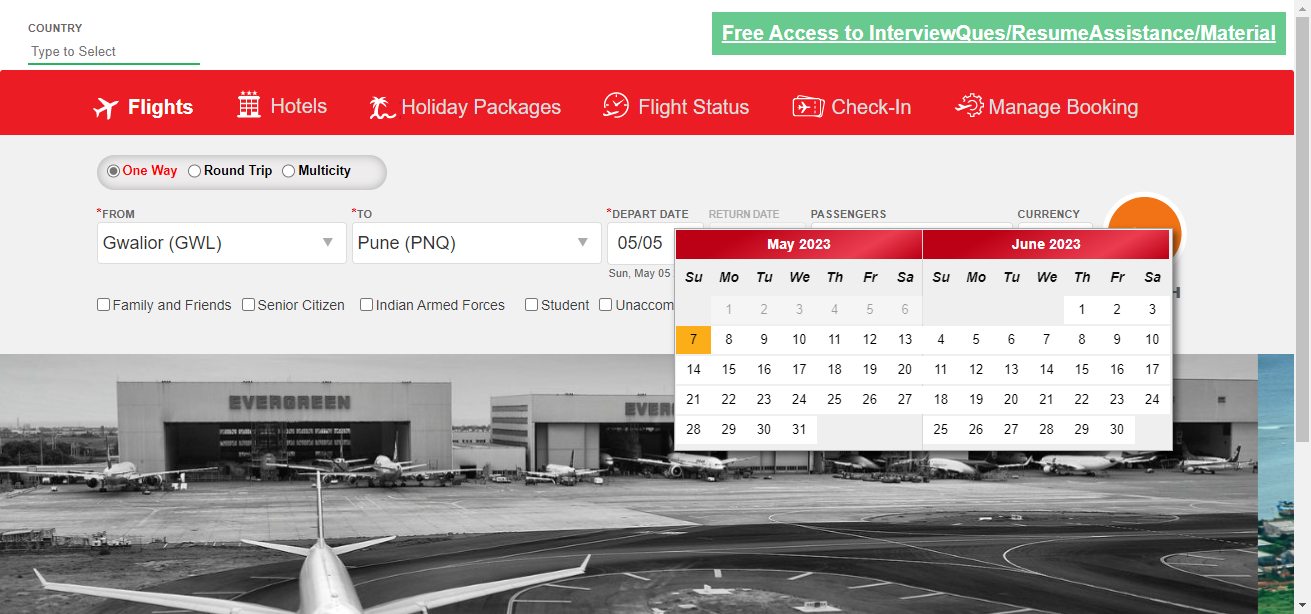 COUNTRY
Type to Select
Free Access to InterviewQues/ResumeAssistance/Material
Flights Hotels Holiday Packages Flight Status Check-In Manage Booking
One Way Round Trip Multicity
*FROM *TO *DEPART DATE RETURN DATE PASSENGERS CURRENCY
Gwalior (GWL) Pune (PNQ) 05/05
Sun, May 05
Family and Friends Senior Citizen Indian Armed Forces Student Unaccom
May 2023 June 2023
Su Mo Tu We Th Fr Sa Su Mo Tu We Th Fr Sa
1 2 3 4 5 6 1 2 3
7 8 9 10 11 12 13 4 5 6 7 8 9 10
14 15 16 17 18 19 20 11 12 13 14 15 16 17
21 22 23 24 25 26 27 18 19 20 21 22 23 24
28 29 30 31 25 26 27 28 29 30
EVERGREEN